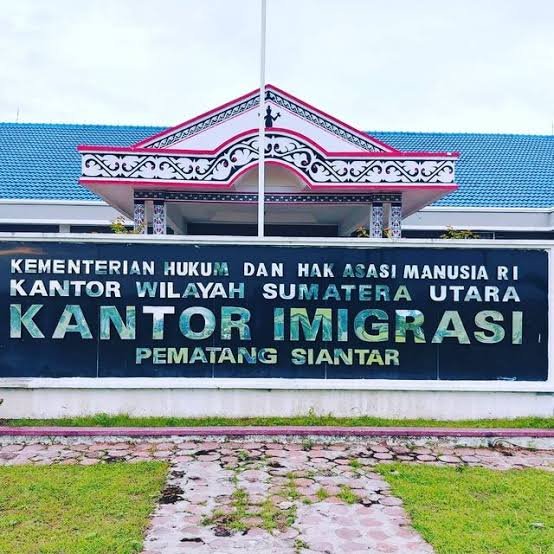 KEMENTERIAN HUKUM DAN HAK ASASI MANUSIA RI
KANTOR WILAYAH SUMATERA UTARA
KANTOR IMIGRASI
PEMATANG SIANTAR